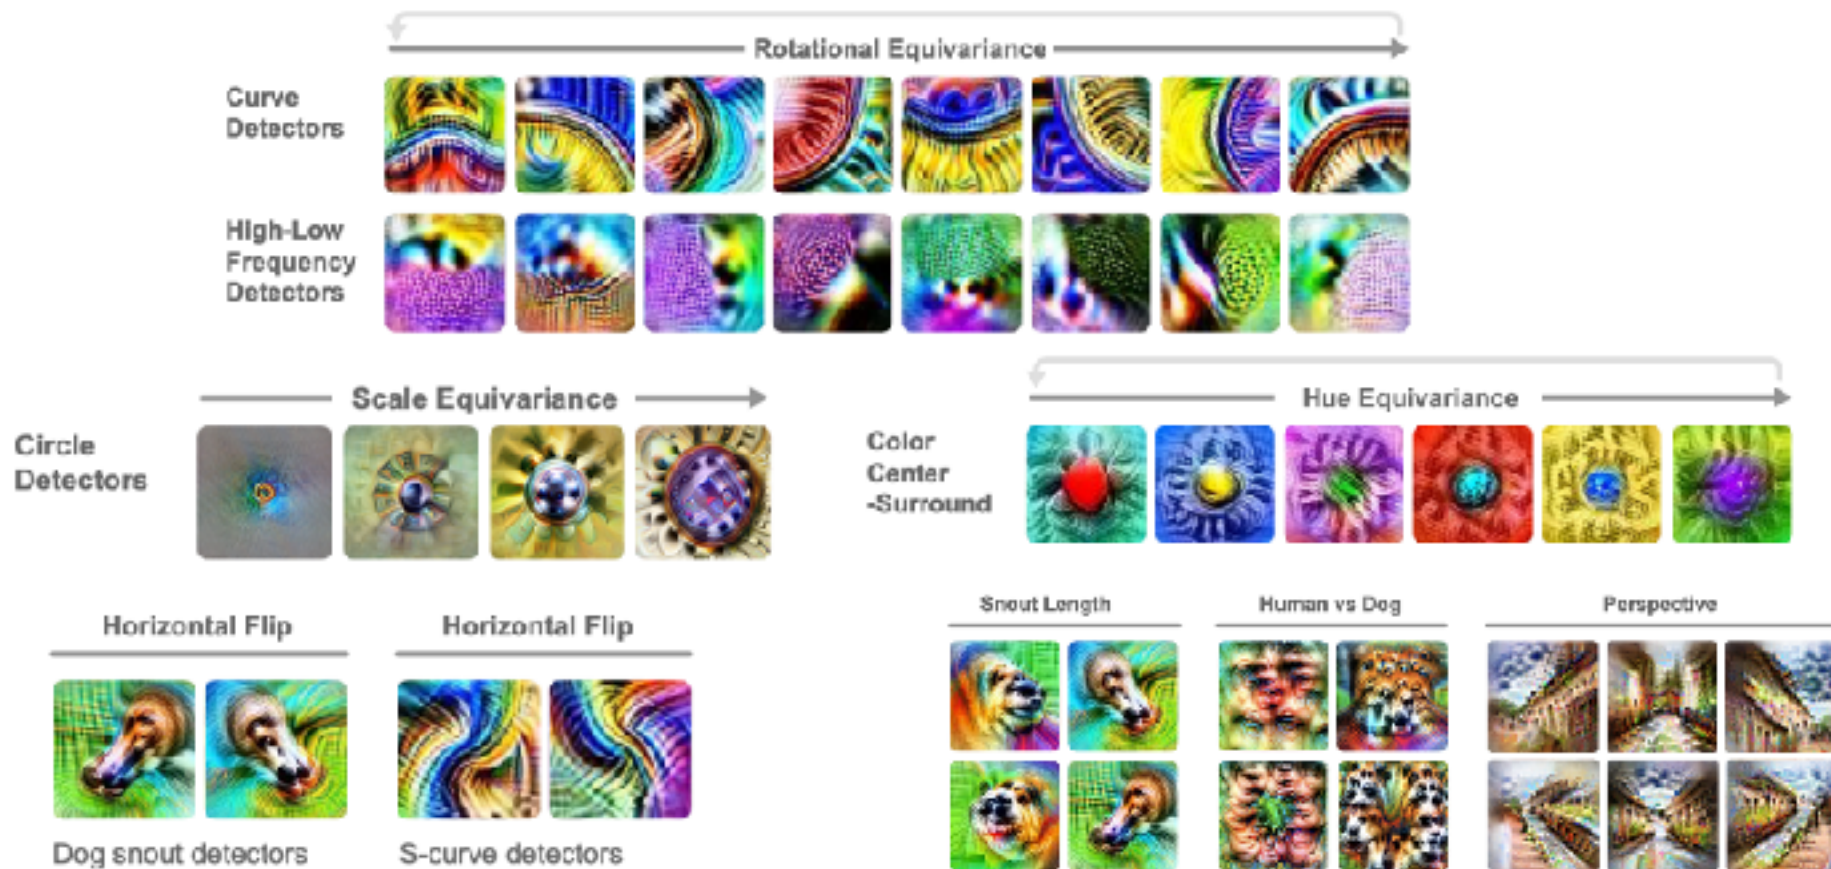 Rotational Equivariance
Curve
Detectors
High-Low
Frequency
Detectors
Scale Equivariance
Circle
Detectors
Hue Equivariance
Color
Center
-Surround
Horizontal Flip
Horizontal Flip
Dog snout detectors
S-curve detectors
Snout Length
Human vs Dog
Perspective